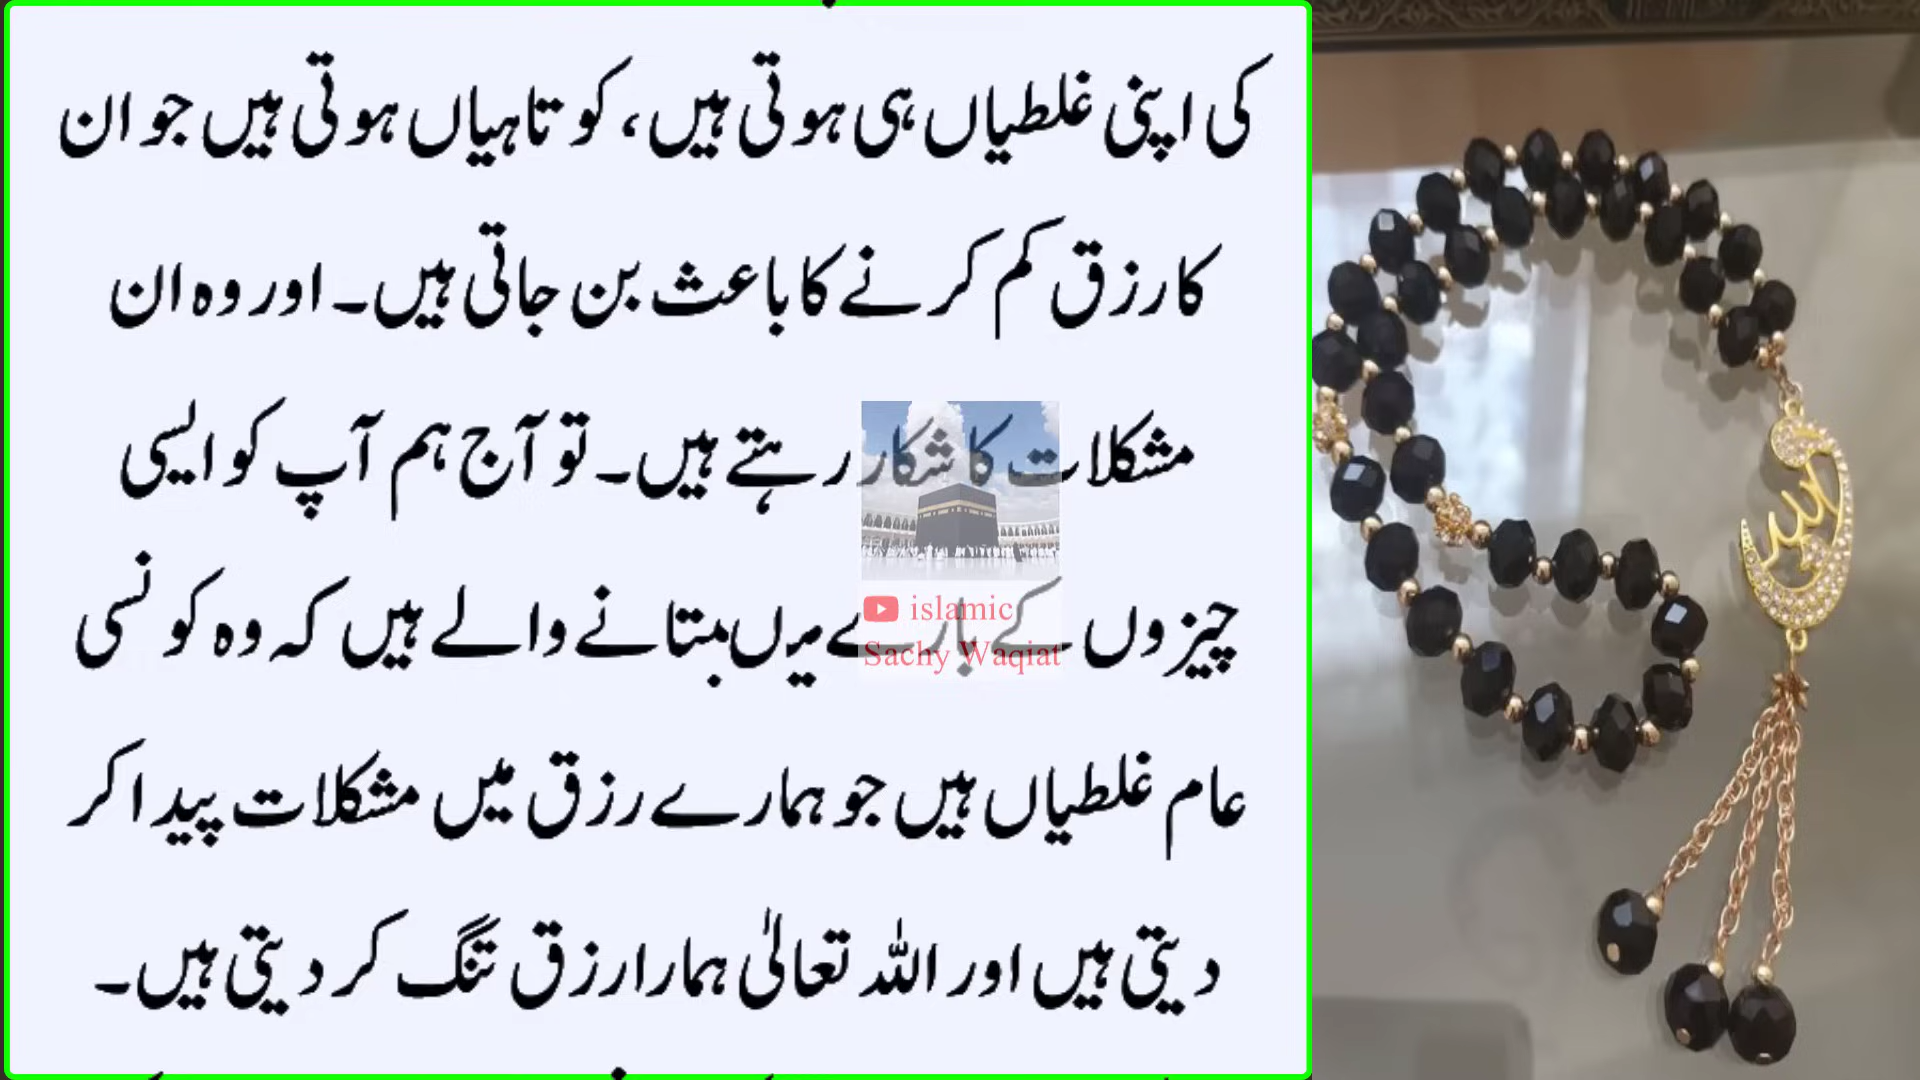 کی اپنی غلطیاں ہی ہوتی ہیں، کوتاہیاں ہوتی ہیں جو ان
کا رزق کم کرنے کا باعث بن جاتی ہیں۔ اور وہ ان
مشکلات کا شکار رہتے ہیں۔ تو آج ہم آپ کو ایسی
چیزوں کے بارے میں بتانے والے ہیں کہ وہ کونسی
عام غلطیاں ہیں جو ہمارے رزق میں مشکلات پیدا کر
دیتی ہیں اور اللہ تعالیٰ ہمارا رزق تنگ کر دیتی ہیں۔
islamic
Sachy Waqiat
اللہ